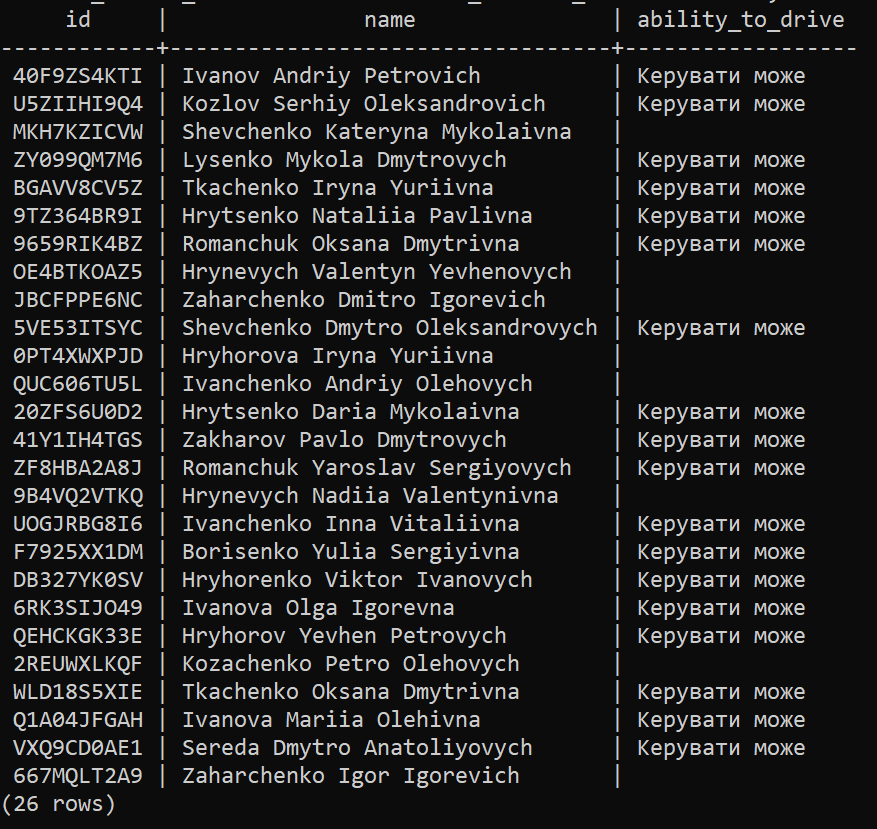 id | name | ability_to_drive
------------+----------------------------------+------------------
40F9ZS4KTI | Ivanov Andriy Petrovich | Керувати може
U5ZIIHI9Q4 | Kozlov Serhiy Oleksandrovich | Керувати може
MKH7KZICVW | Shevchenko Kateryna Mykolaivna |
ZY099QM7M6 | Lysenko Mykola Dmytrovych | Керувати може
BGAVV8CV5Z | Tkachenko Iryna Yuriivna | Керувати може
9TZ364BR9I | Hrytsenko Nataliia Pavlivna | Керувати може
9659RIK4BZ | Romanchuk Oksana Dmytrivna | Керувати може
OE4BTKOAZ5 | Hrynevych Valentyn Yevhenovych |
JBCFPPE6NC | Zaharchenko Dmitro Igorevich |
5VE53ITSYC | Shevchenko Dmytro Oleksandrovych | Керувати може
0PT4XWXPJD | Hryhorova Iryna Yuriivna |
QUC606TU5L | Ivanchenko Andriy Olehovych |
20ZFS6U0D2 | Hrytsenko Daria Mykolaivna | Керувати може
41Y1IH4TGS | Zakharov Pavlo Dmytrovych | Керувати може
ZF8HBA2A8J | Romanchuk Yaroslav Sergiyovych | Керувати може
9B4VQ2VTKQ | Hrynevych Nadiia Valentynivna |
UOGJRBG8I6 | Ivanchenko Inna Vitaliivna | Керувати може
F7925XX1DM | Borisenko Yulia Sergiyivna | Керувати може
DB327YK0SV | Hryhorenko Viktor Ivanovych | Керувати може
6RK3SIJO49 | Ivanova Olga Igorevna | Керувати може
QEHCKGK33E | Hryhorov Yevhen Petrovych | Керувати може
2REUWXLKQF | Kozachenko Petro Olehovych |
WLD18S5XIE | Tkachenko Oksana Dmytrivna | Керувати може
Q1A04JFGAH | Ivanova Mariia Olehivna | Керувати може
VXQ9CD0AE1 | Sereda Dmytro Anatoliyovych | Керувати може
667MQLT2A9 | Zaharchenko Igor Igorevich |
(26 rows)